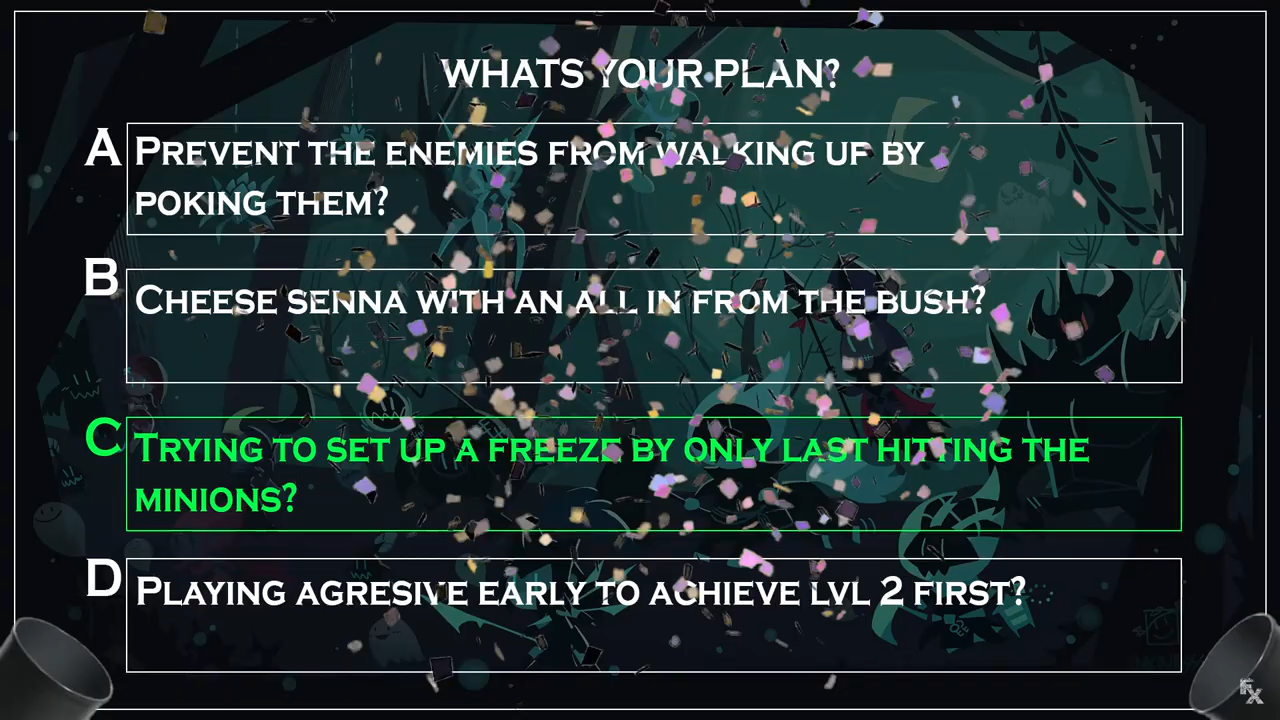 WHATS YOUR PLAN?
A
PREVENT THE ENEMIES FROM WALKING UP BY
POKING THEM?
B
CHEESE SENNA WITH AN ALL IN FROM THE BUSH?
C
TRYING TO SET UP A FREEZE BY ONLY LAST HITTING THE
MINIONS?
D
PLAYING AGRESIVE EARLY TO ACHIEVE LVL 2 FIRST?
FX